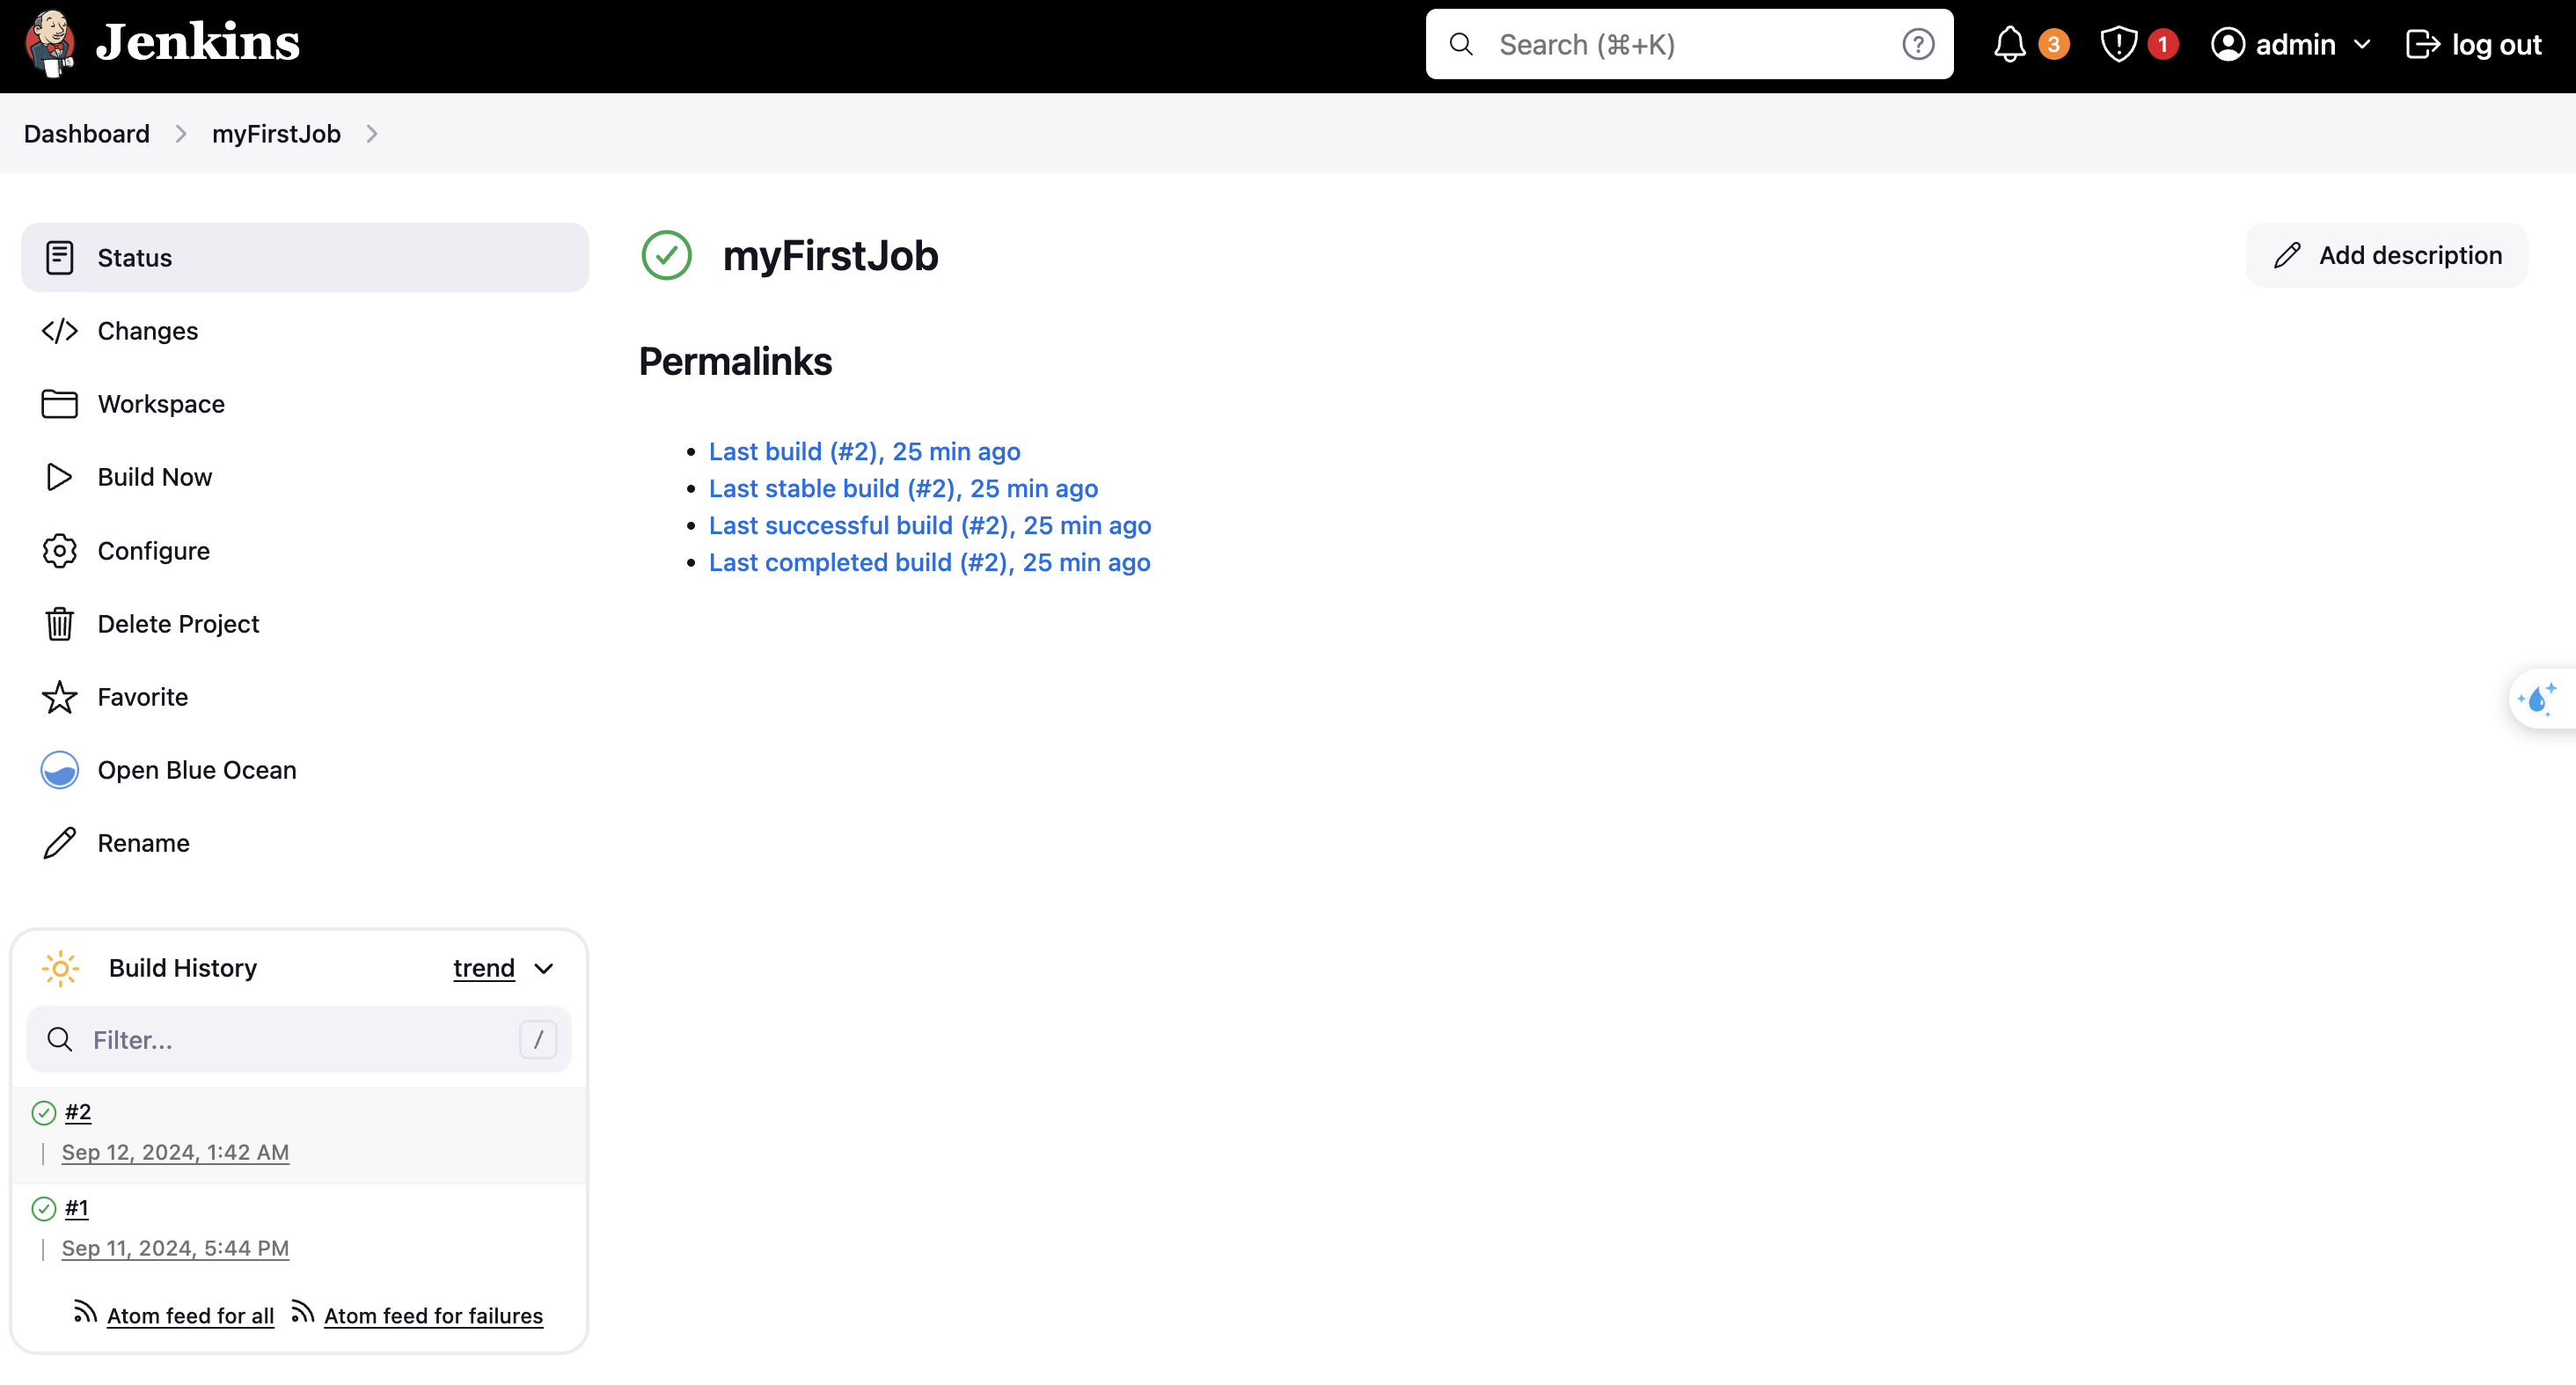 Jenkins
Search (⌘+K)
?
3
1
admin
log out
Dashboard
myFirstJob
Status
Changes
Workspace
Build Now
Configure
Delete Project
Favorite
Open Blue Ocean
Rename
myFirstJob
Add description
Permalinks
Last build (#2), 25 min ago
Last stable build (#2), 25 min ago
Last successful build (#2), 25 min ago
Last completed build (#2), 25 min ago
Build History
trend
Filter...
/
#2
Sep 12, 2024, 1:42 AM
#1
Sep 11, 2024, 5:44 PM
Atom feed for all
Atom feed for failures